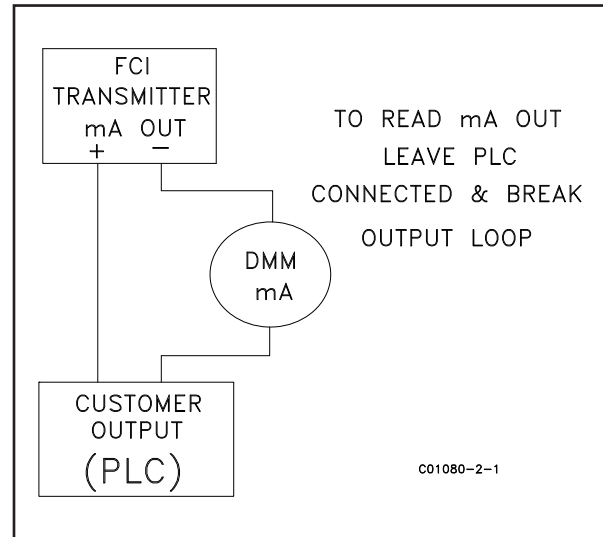 FCI
TRANSMITTER
mA OUT
+ −
TO READ mA OUT
LEAVE PLC
CONNECTED & BREAK
OUTPUT LOOP
DMM
mA
CUSTOMER
OUTPUT
(PLC)
C01080-2-1